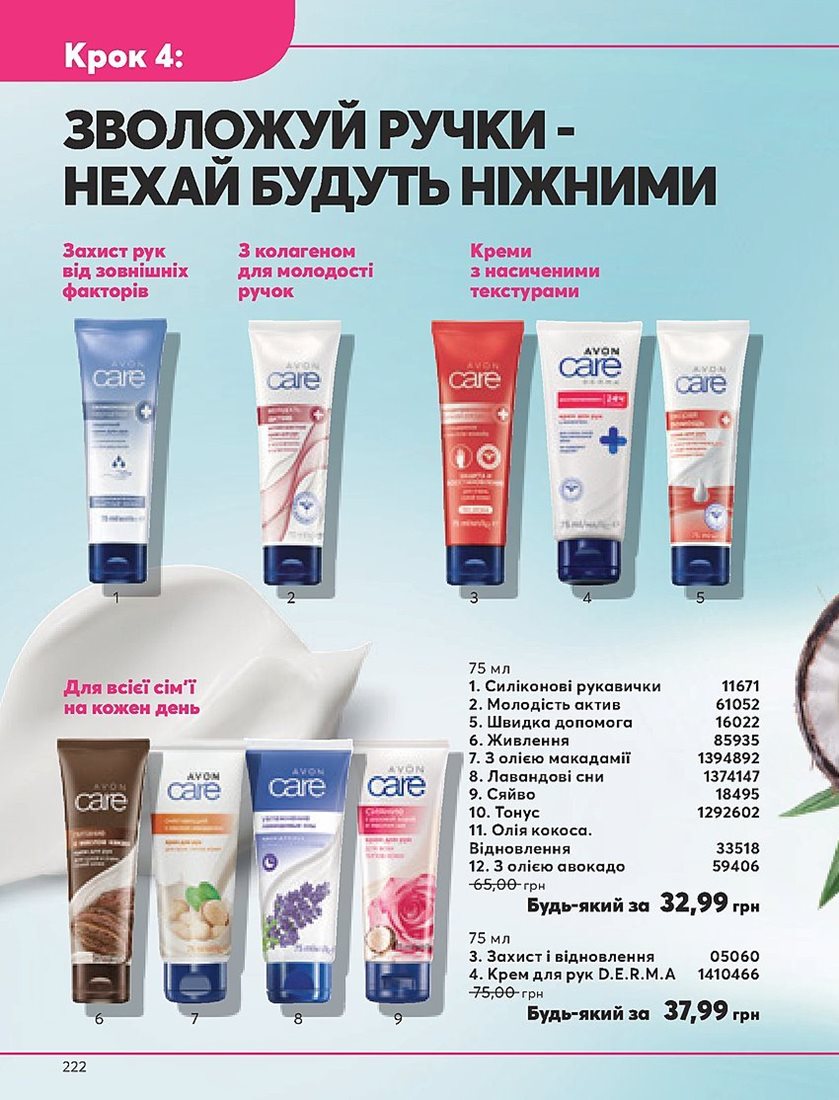 Крок 4:
ЗВОЛОЖУЙ РУЧКИ -
НЕХАЙ БУДУТЬ НІЖНИМИ
Захист рук
від зовнішніх
факторів
З колагеном
для молодості
ручок
Креми
з насиченими
текстурами
AVON
care
AVON
care
AVON
care
AVON
care
DERMA
24ч
AVON
care
75 мл
75 мл
1
2
3
4
5
Для всієї сім’ї
на кожен день
AVON
care
AVON
care
AVON
care
AVON
care
6
7
8
9
75 мл
1. Силіконові рукавички 11671
2. Молодість актив 61052
5. Швидка допомога 16022
6. Живлення 85935
7. З олією макадамії 1394892
8. Лавандові сни 1374147
9. Сяйво 18495
10. Тонус 1292602
11. Олія кокоса.
Відновлення 33518
12. З олією авокадо 59406
65,00 грн
Будь-який за 32,99 грн
75 мл
3. Захист і відновлення 05060
4. Крем для рук D.E.R.M.A 1410466
75,00 грн
Будь-який за 37,99 грн
222